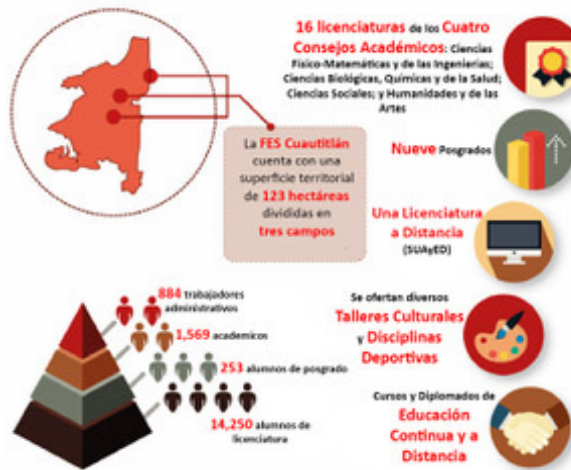 16 licenciaturas de los Cuatro
Consejos Académicos: Ciencias
Físico-Matemáticas y de las Ingenierías;
Ciencias Biológicas, Químicas y de la Salud;
Ciencias Sociales; y Humanidades y de las
Artes
La FES Cuautitlán
cuenta con una
superficie territorial
de 123 hectáreas
divididas en
tres campos
Nueve Posgrados
Una Licenciatura
a Distancia
(SUAyED)
884 trabajadores
administrativos
1,569 academicos
253 alumnos de posgrado
14,250 alumnos de
licenciatura
Se ofertan diversos
Talleres Culturales
y Disciplinas
Deportivas
Cursos y Diplomados de
Educación
Continua y a
Distancia